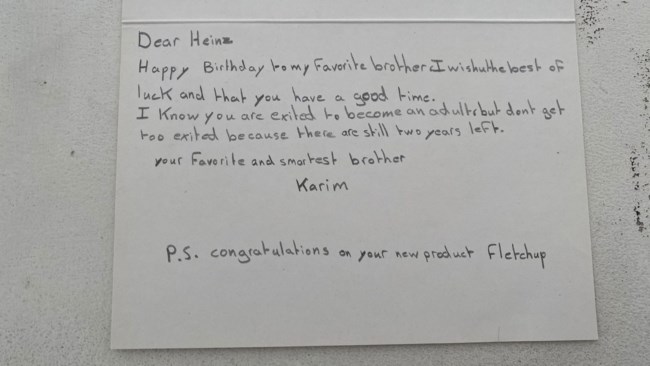 Dear Heinz
Happy Birthday to my Favorite brother I wish u the best of
luck and that you have a good time.
I Know you are exited to become an adults but dont get
too exited because there are still two years left.
your Favorite and smartest brother
Karim
P.S. congratulations on your new product Fletchup